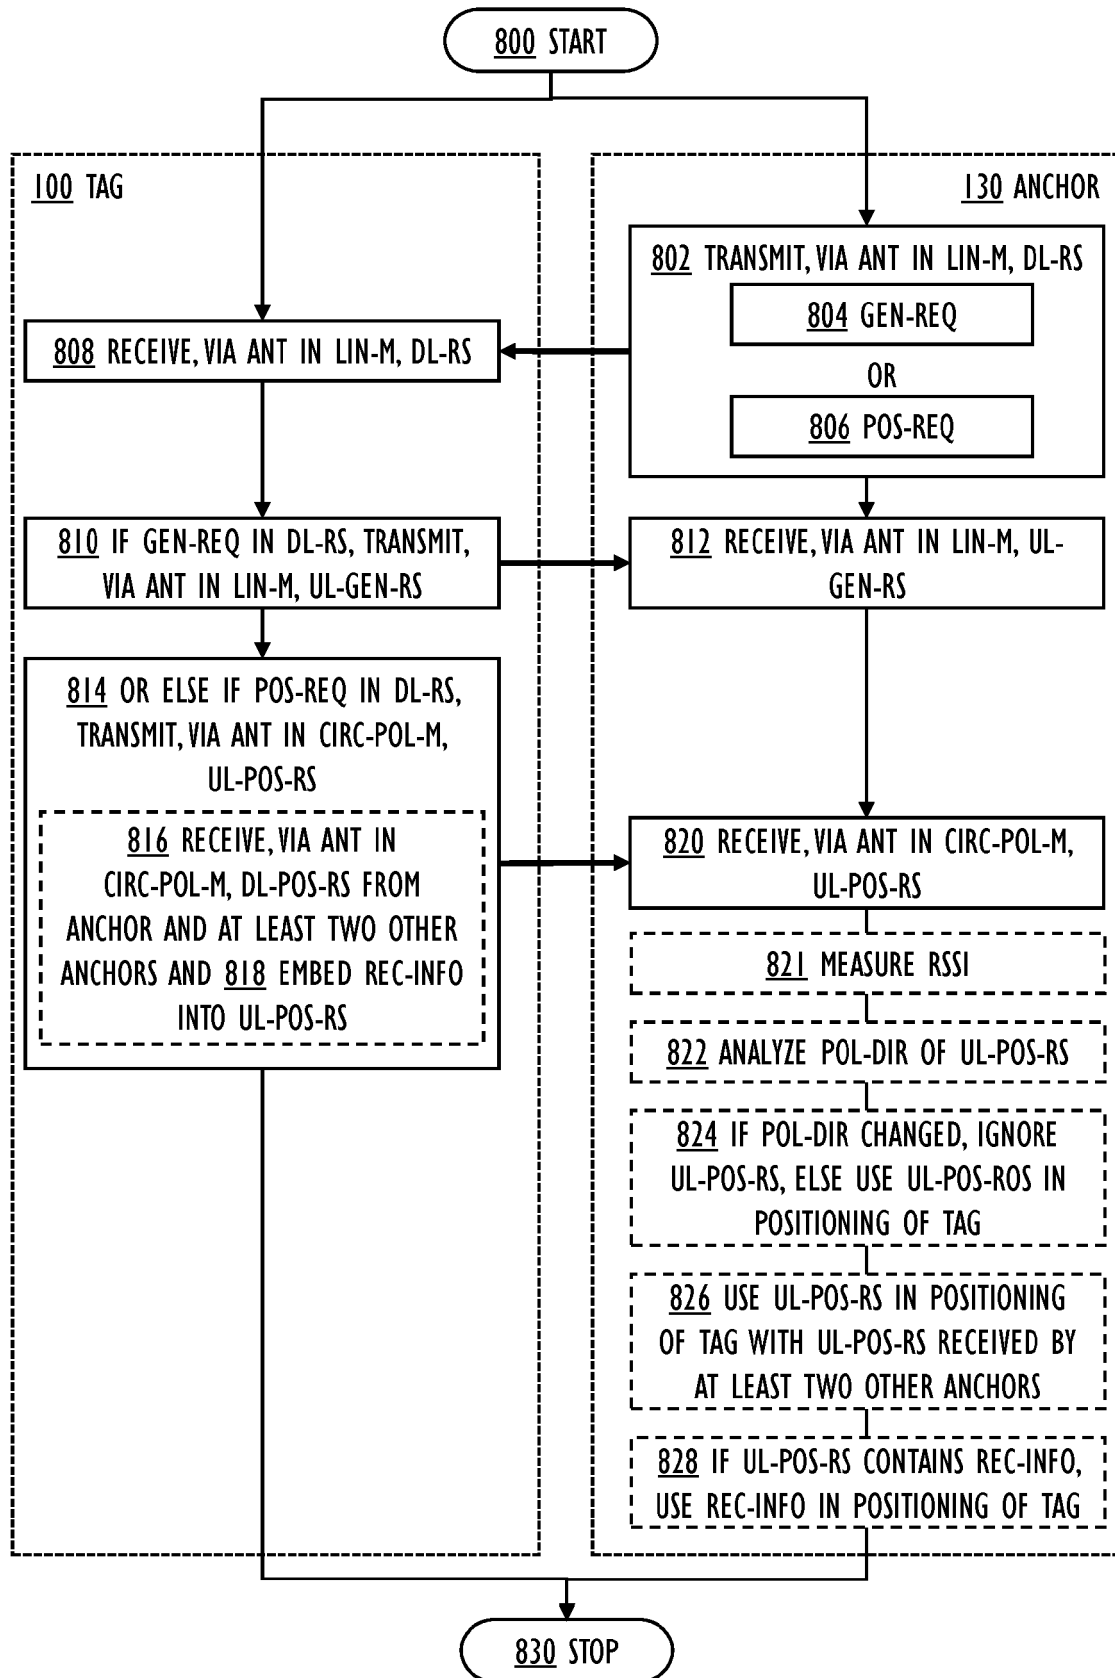 800 START
100 TAG
130 ANCHOR
802 TRANSMIT, VIA ANT IN LIN-M, DL-RS
804 GEN-REQ
OR
806 POS-REQ
808 RECEIVE, VIA ANT IN LIN-M, DL-RS
810 IF GEN-REQ IN DL-RS, TRANSMIT,
VIA ANT IN LIN-M, UL-GEN-RS
812 RECEIVE, VIA ANT IN LIN-M, UL-
GEN-RS
814 OR ELSE IF POS-REQ IN DL-RS,
TRANSMIT, VIA ANT IN CIRC-POL-M,
UL-POS-RS
816 RECEIVE, VIA ANT IN
CIRC-POL-M, DL-POS-RS FROM
ANCHOR AND AT LEAST TWO OTHER
ANCHORS AND 818 EMBED REC-INFO
INTO UL-POS-RS
820 RECEIVE, VIA ANT IN CIRC-POL-M,
UL-POS-RS
821 MEASURE RSSI
822 ANALYZE POL-DIR OF UL-POS-RS
824 IF POL-DIR CHANGED, IGNORE
UL-POS-RS, ELSE USE UL-POS-ROS IN
POSITIONING OF TAG
826 USE UL-POS-RS IN POSITIONING
OF TAG WITH UL-POS-RS RECEIVED BY
AT LEAST TWO OTHER ANCHORS
828 IF UL-POS-RS CONTAINS REC-INFO,
USE REC-INFO IN POSITIONING OF TAG
830 STOP